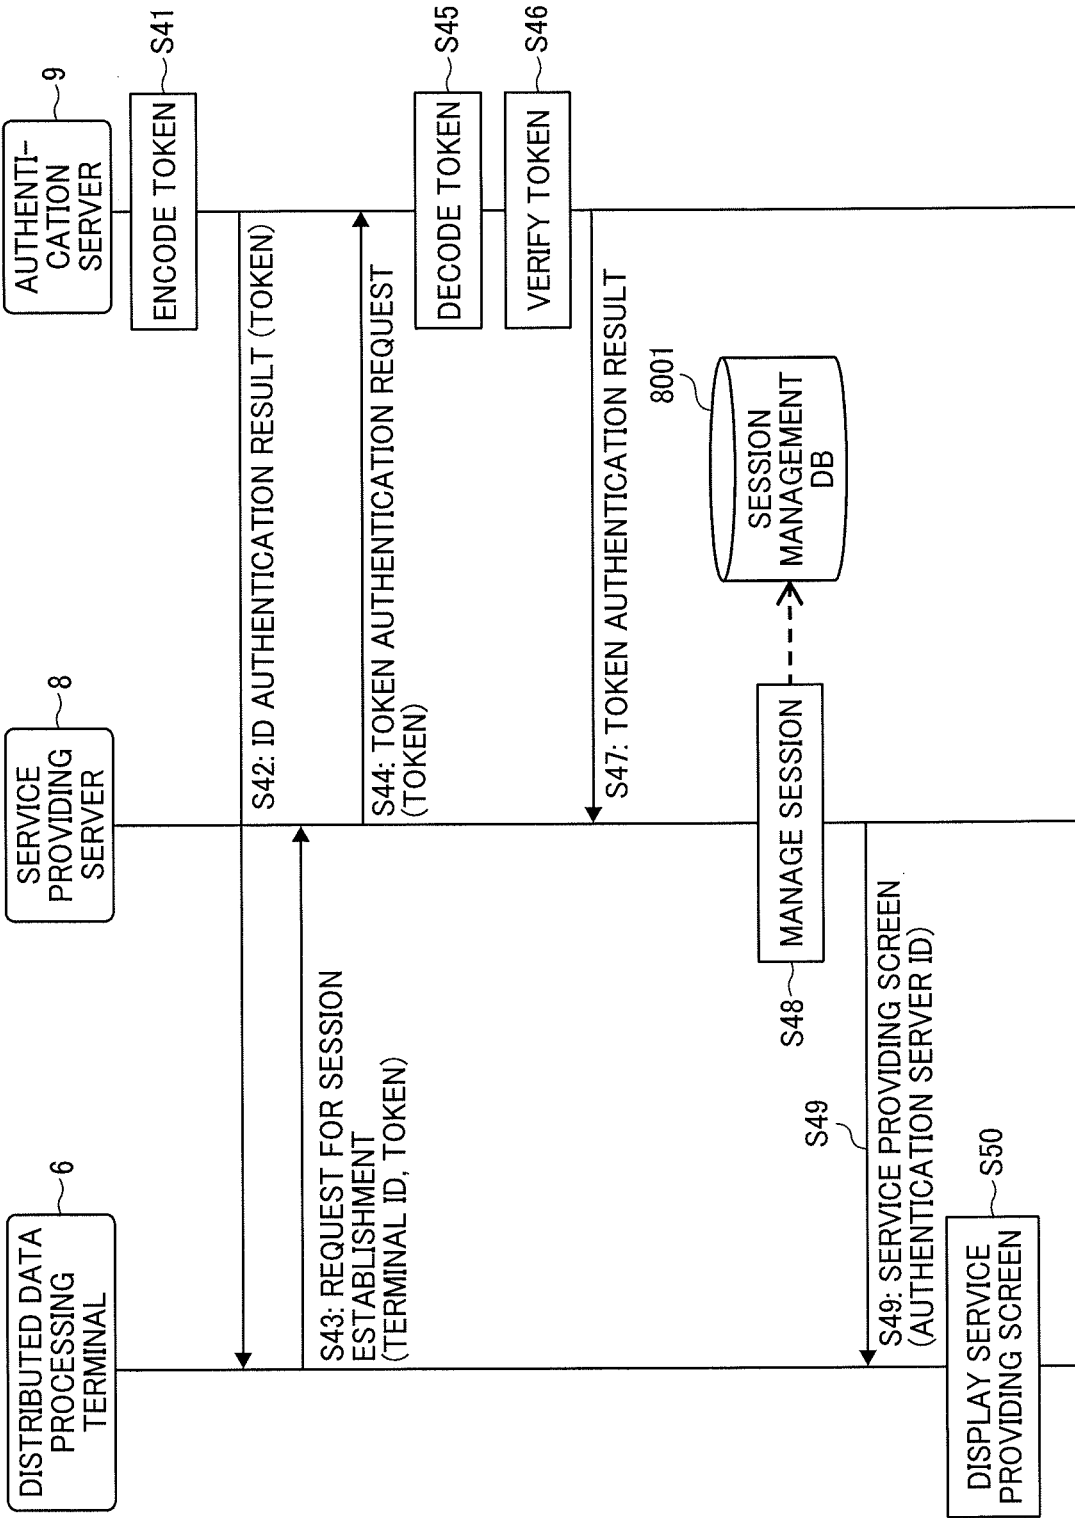 DISTRIBUTED DATA
PROCESSING
TERMINAL
6
SERVICE
PROVIDING
SERVER
8
AUTHENTI-
CATION
SERVER
9
ENCODE TOKEN
S41
S42: ID AUTHENTICATION RESULT (TOKEN)
S43: REQUEST FOR SESSION
ESTABLISHMENT
(TERMINAL ID, TOKEN)
S44: TOKEN AUTHENTICATION REQUEST
(TOKEN)
DECODE TOKEN
S45
VERIFY TOKEN
S46
S47: TOKEN AUTHENTICATION RESULT
8001
SESSION
MANAGEMENT
DB
MANAGE SESSION
S48
S49
S49: SERVICE PROVIDING SCREEN
(AUTHENTICATION SERVER ID)
DISPLAY SERVICE
PROVIDING SCREEN
S50